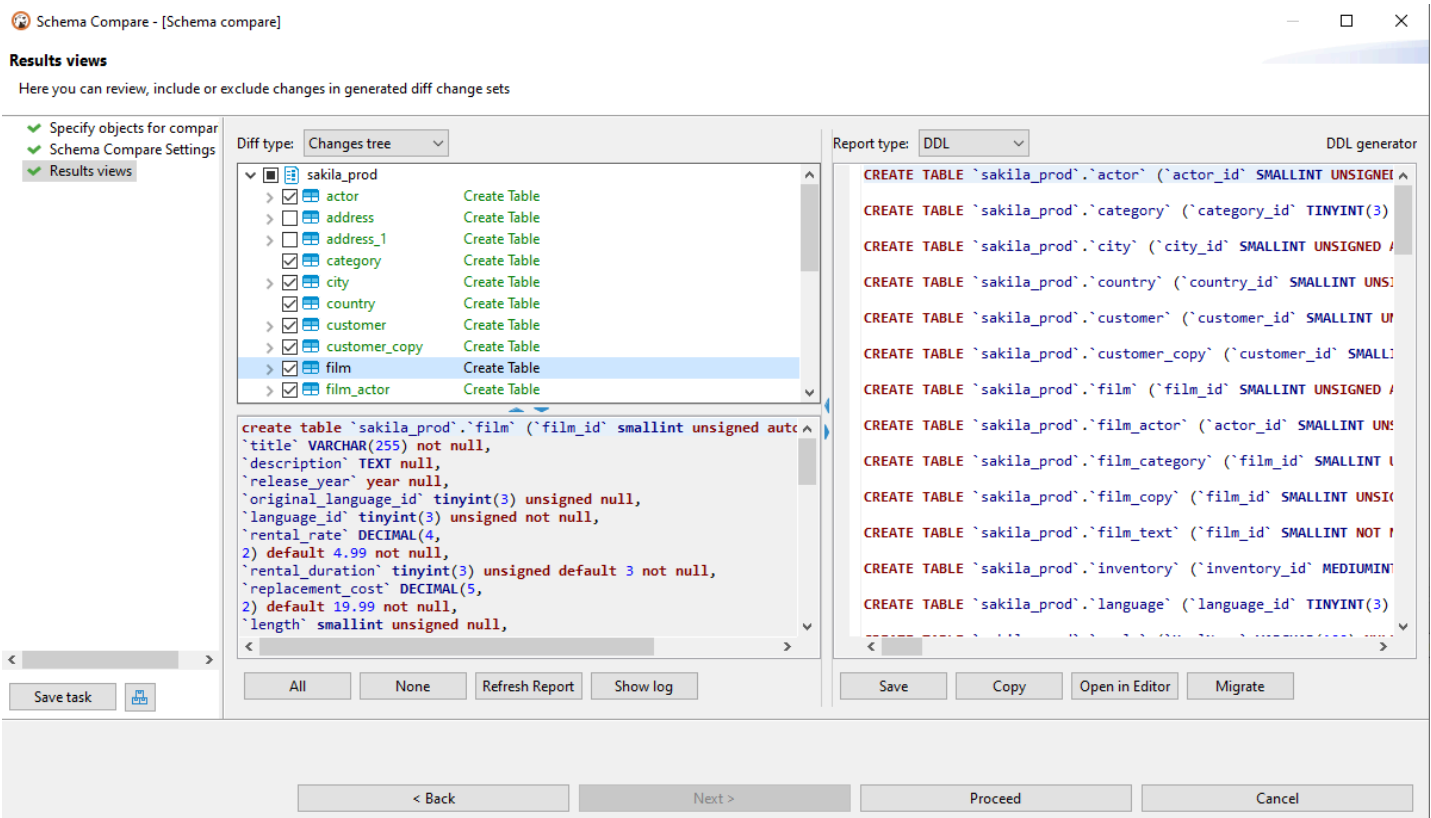 Schema Compare - [Schema compare]
Results views
Here you can review, include or exclude changes in generated diff change sets
Specify objects for compar
Schema Compare Settings
Results views
Save task
Diff type: Changes tree
sakila_prod
actor Create Table
address Create Table
address_1 Create Table
category Create Table
city Create Table
country Create Table
customer Create Table
customer_copy Create Table
film Create Table
film_actor Create Table
create table `sakila_prod`.`film` (`film_id` smallint unsigned auto
`title` VARCHAR(255) not null,
`description` TEXT null,
`release_year` year null,
`original_language_id` tinyint(3) unsigned null,
`language_id` tinyint(3) unsigned not null,
`rental_rate` DECIMAL(4,
2) default 4.99 not null,
`rental_duration` tinyint(3) unsigned default 3 not null,
`replacement_cost` DECIMAL(5,
2) default 19.99 not null,
`length` smallint unsigned null,
All None Refresh Report Show log
Report type: DDL DDL generator
CREATE TABLE `sakila_prod`.`actor` (`actor_id` SMALLINT UNSIGNED
CREATE TABLE `sakila_prod`.`category` (`category_id` TINYINT(3)
CREATE TABLE `sakila_prod`.`city` (`city_id` SMALLINT UNSIGNED
CREATE TABLE `sakila_prod`.`country` (`country_id` SMALLINT UNSI
CREATE TABLE `sakila_prod`.`customer` (`customer_id` SMALLINT
CREATE TABLE `sakila_prod`.`customer_copy` (`customer_id` SMALL
CREATE TABLE `sakila_prod`.`film` (`film_id` SMALLINT UNSIGNED
CREATE TABLE `sakila_prod`.`film_actor` (`actor_id` SMALLINT UNS
CREATE TABLE `sakila_prod`.`film_category` (`film_id` SMALLINT
CREATE TABLE `sakila_prod`.`film_copy` (`film_id` SMALLINT UNSIG
CREATE TABLE `sakila_prod`.`film_text` (`film_id` SMALLINT NOT
CREATE TABLE `sakila_prod`.`inventory` (`inventory_id` MEDIUMINT
CREATE TABLE `sakila_prod`.`language` (`language_id` TINYINT(3)
Save Copy Open in Editor Migrate
< Back Next > Proceed Cancel